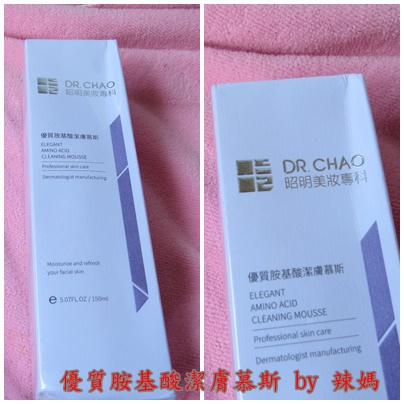 DR.CHAO
昭明美妝專科
優質胺基酸潔膚慕斯
ELEGANT
AMINO ACID
CLEANING MOUSSE
Professional skin care
Dermatologist manufacturing
Moisturize and refresh
your facial skin
e 5.07FL.OZ / 150ml
DR.CHAO
昭明美妝專科
優質胺基酸潔膚慕斯
ELEGANT
AMINO ACID
CLEANING MOUSSE
Professional skin care
Dermatologist manufacturing
優質胺基酸潔膚慕斯 by 辣媽